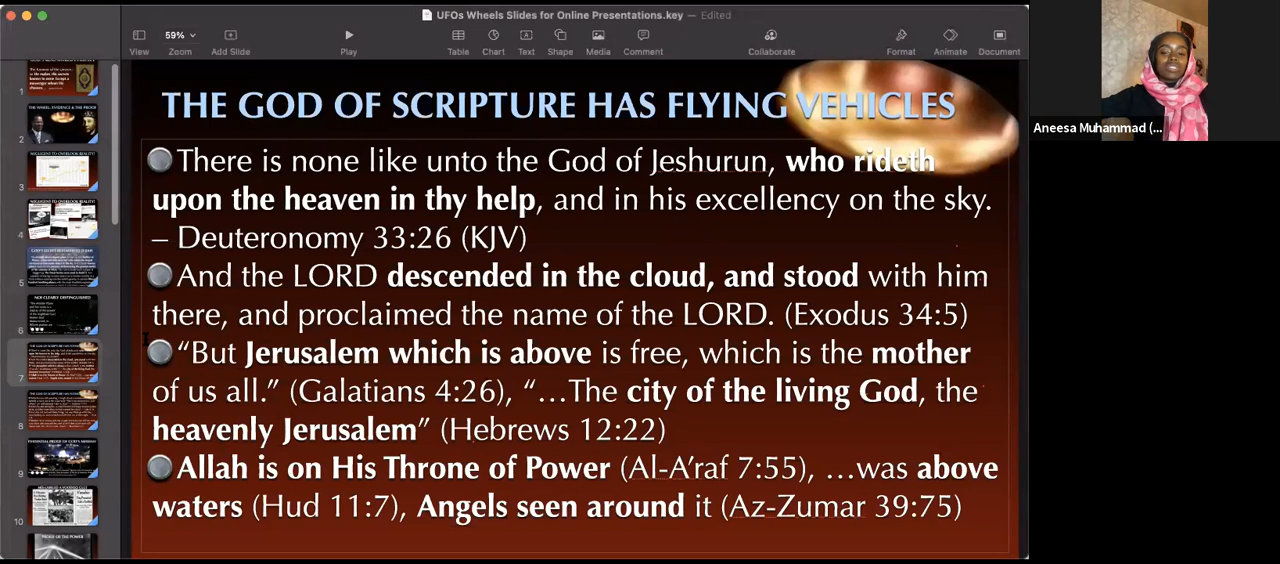 UFOs Wheels Slides for Online Presentations.key — Edited
59%
View Zoom Add Slide Play Table Chart Text Shape Media Comment Collaborate Format Animate Document
THE GOD OF SCRIPTURE HAS FLYING VEHICLES
There is none like unto the God of Jeshurun, who rideth
upon the heaven in thy help, and in his excellency on the sky.
– Deuteronomy 33:26 (KJV)
And the LORD descended in the cloud, and stood with him
there, and proclaimed the name of the LORD. (Exodus 34:5)
“But Jerusalem which is above is free, which is the mother
of us all.” (Galatians 4:26), “…The city of the living God, the
heavenly Jerusalem” (Hebrews 12:22)
Allah is on His Throne of Power (Al-A’raf 7:55), …was above
waters (Hud 11:7), Angels seen around it (Az-Zumar 39:75)
1
2
3
4
5
6
7
8
9
10
Aneesa Muhammad (...